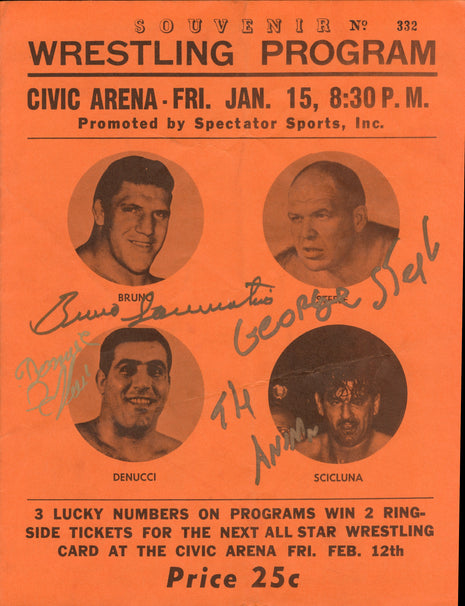 SOUVENIR Nº 332
WRESTLING PROGRAM
CIVIC ARENA - FRI. JAN. 15, 8:30 P. M.
Promoted by Spectator Sports, Inc.
BRUNO
STEELE
Bruno Sammartino
GEORGE Steel
DENUCCI
SCICLUNA
3 LUCKY NUMBERS ON PROGRAMS WIN 2 RING-
SIDE TICKETS FOR THE NEXT ALL STAR WRESTLING
CARD AT THE CIVIC ARENA FRI. FEB. 12th
Price 25c